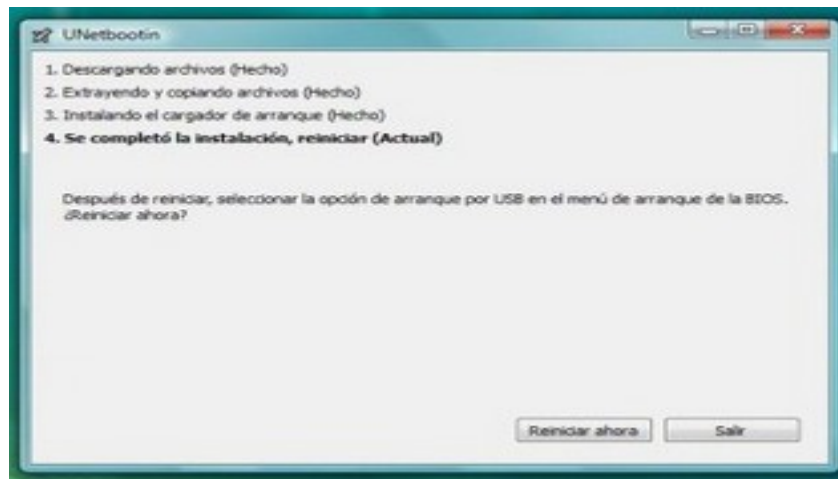 UNetbootin
1. Descargando archivos (Hecho)
2. Extrayendo y copiando archivos (Hecho)
3. Instalando el cargador de arranque (Hecho)
4. Se completó la instalación, reiniciar (Actual)
Después de reiniciar, seleccionar la opción de arranque por USB en el menú de arranque de la BIOS.
¿Reiniciar ahora?
Reiniciar ahora
Salir